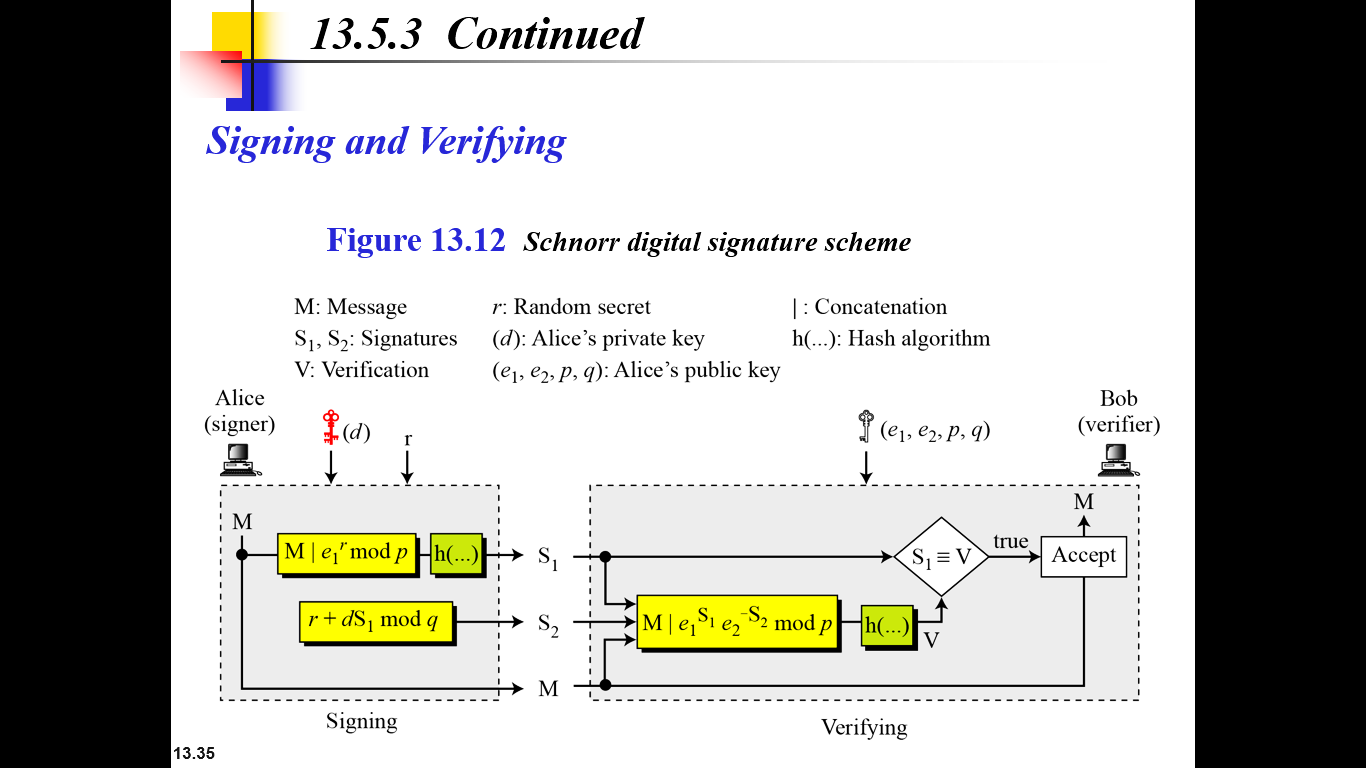 13.5.3 Continued
Signing and Verifying
Figure 13.12 Schnorr digital signature scheme
M: Message r: Random secret | : Concatenation
S₁, S₂: Signatures (d): Alice’s private key h(...): Hash algorithm
V: Verification (e₁, e₂, p, q): Alice’s public key
Alice
(signer)
Bob
(verifier)
(d)
r
(e₁, e₂, p, q)
M
M | e₁ʳ mod p
h(...)
S₁
S₁ ≡ V
true
Accept
M
r + dS₁ mod q
S₂
M | e₁^S₁ e₂^–S₂ mod p
h(...)
V
M
Signing
Verifying
13.35